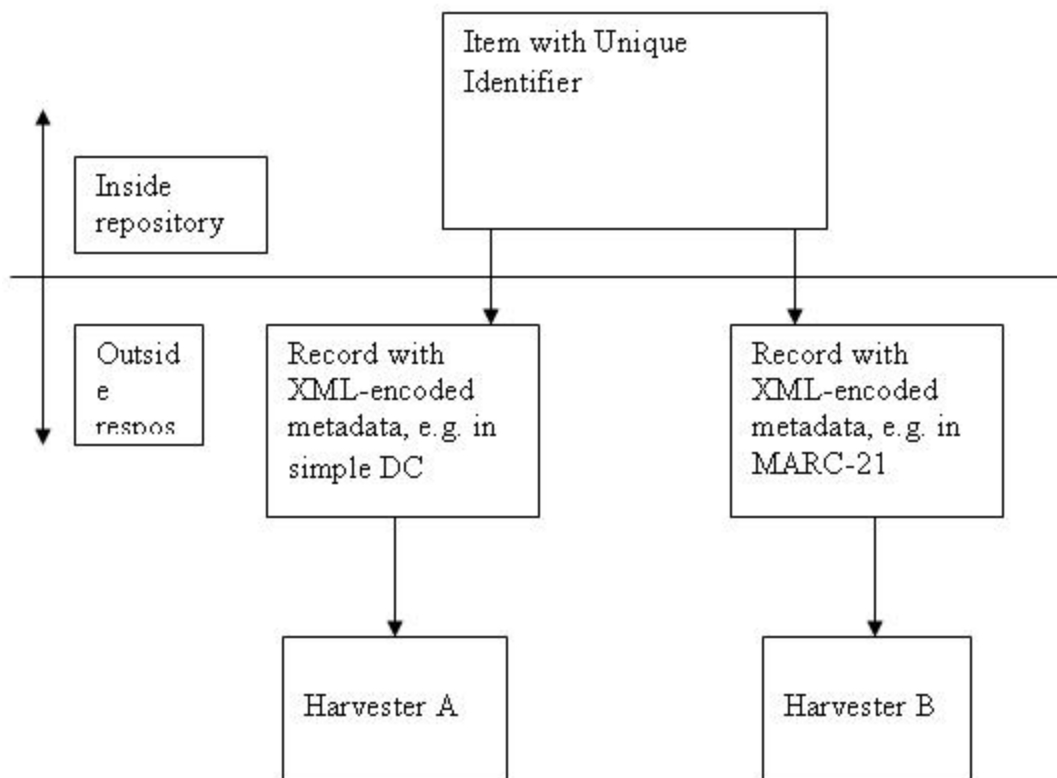 Item with Unique
Identifier
Inside
repository
Outsid
e
respos
Record with
XML-encoded
metadata, e.g. in
simple DC
Record with
XML-encoded
metadata, e.g. in
MARC-21
Harvester A
Harvester B